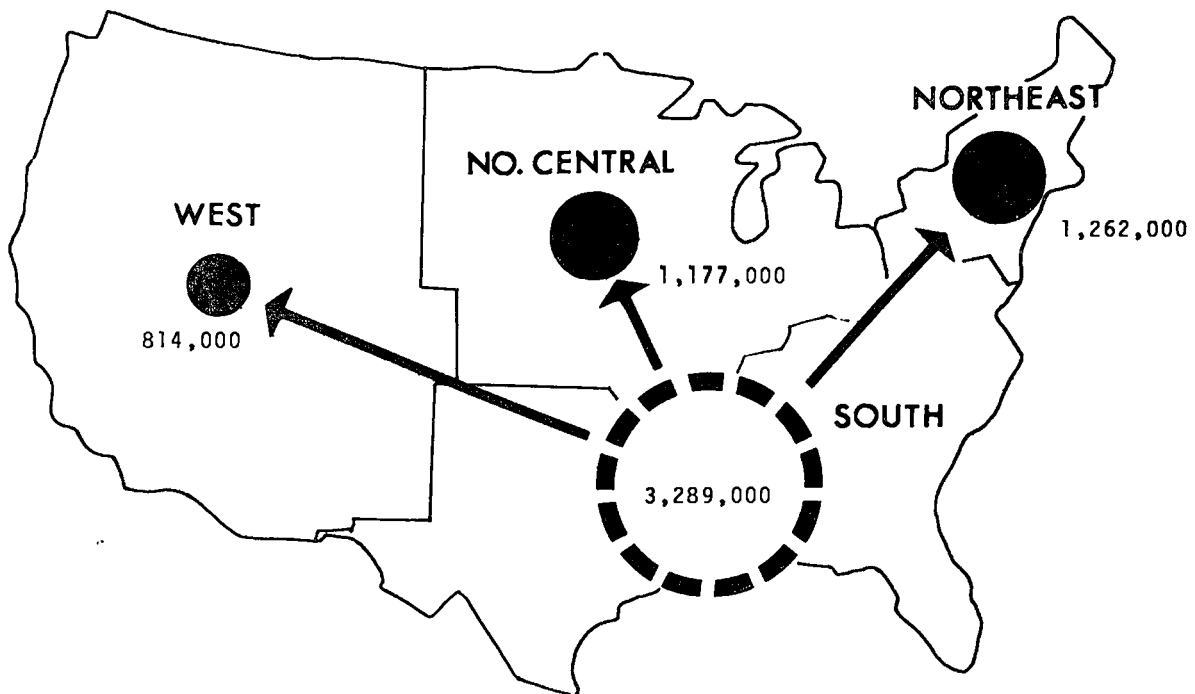 NORTHEAST
1,262,000
NO. CENTRAL
1,177,000
WEST
814,000
SOUTH
3,289,000